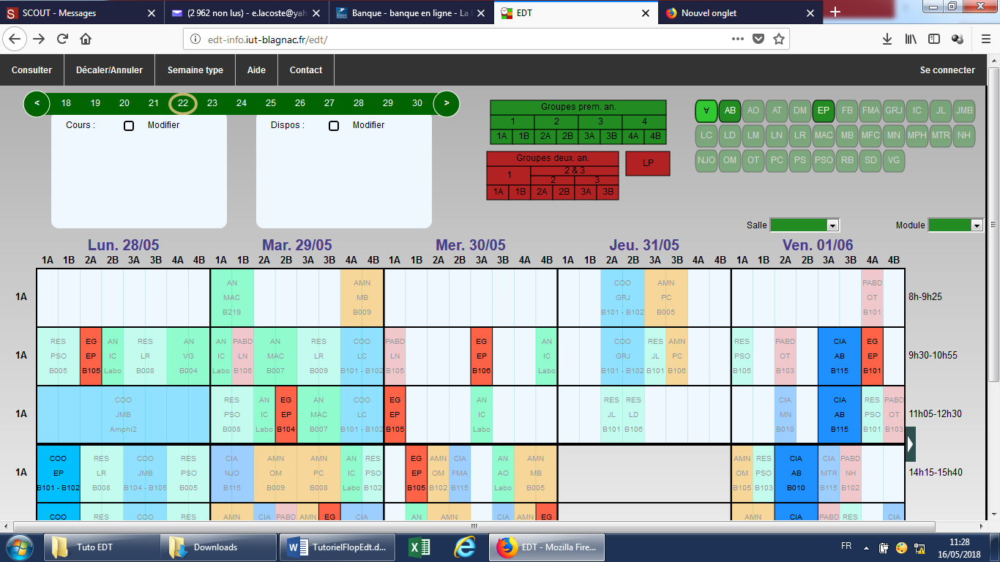 SCOUT - Messages (2 962 non lus) - e.lacoste@yah Banque - banque en ligne - La EDT Nouvel onglet
edt-info.iut-blagnac.fr/edt/
Consulter Décaler/Annuler Semaine type Aide Contact Se connecter
< 18 19 20 21 22 23 24 25 26 27 28 29 30 >
Cours : Modifier Dispos : Modifier
Groupes prem. an.
1 2 3 4
1A 1B 2A 2B 3A 3B 4A 4B
Groupes deux. an.
1 2 & 3
2 3
1A 1B 2A 2B 3A 3B
LP
∀ AB AO AT DM EP FB FMA GRJ IC JL JMB
LC LD LM LN LR MAC MB MFC MN MPH MTR NH
NJO OM OT PC PS PSO RB SD VG
Salle Module
Lun. 28/05 Mar. 29/05 Mer. 30/05 Jeu. 31/05 Ven. 01/06
1A 1B 2A 2B 3A 3B 4A 4B 1A 1B 2A 2B 3A 3B 4A 4B 1A 1B 2A 2B 3A 3B 4A 4B 1A 1B 2A 2B 3A 3B 4A 4B 1A 1B 2A 2B 3A 3B 4A 4B
AN AMN COO AMN PABD
1A MAC MB GRJ PC OT 8h-9h25
B219 B009 B101 - B102 B005 B101
RES EG AN RES AN AN PABD AN RES COO PABD EG AN COO RES AMN RES PABD CIA EG
1A PSO EP IC LR VG IC LN MAC LR LC LN EP IC GRJ JL PC PSO OT AB EP 9h30-10h55
B005 B105 Labo B008 B004 Labo B106 B007 B009 B101 - B102 B105 B106 Labo B101 - B102 B101 B106 B105 B103 B115 B101
COO RES AN EG AN COO EG AN RES RES CIA CIA RES PABD
1A JMB PSO IC EP MAC LC EP IC JL LD MN AB PSO OT 11h05-12h30
Amphi2 B008 Labo B104 B007 B101 - B102 B105 Labo B101 B106 B010 B115 B101 B103
COO RES COO RES CIA AMN AMN AN RES EG AMN CIA AN AMN AMN RES CIA CIA PABD
1A EP LR JMB PSO NJO OM PC IC PSO EP OM FMA AO MB OM PSO AB MTR NH 14h15-15h40
B101 - B102 B008 B104 - B105 B005 B115 B009 B008 Labo B102 B105 B102 B115 Labo B005 B105 B103 B010 B115 B102
COO RES COO RES AMN CIA PABD AMN EG CIA AN AMN CIA AMN EG AMN CIA PABD RES CIA
Tuto EDT Downloads TutorielFlopEdt.d... EDT - Mozilla Fire... FR 11:28
16/05/2018